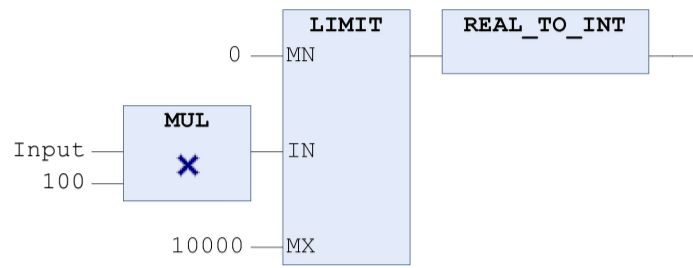 LIMIT
REAL_TO_INT
0
MN
MUL
Input
IN
100
10000
MX